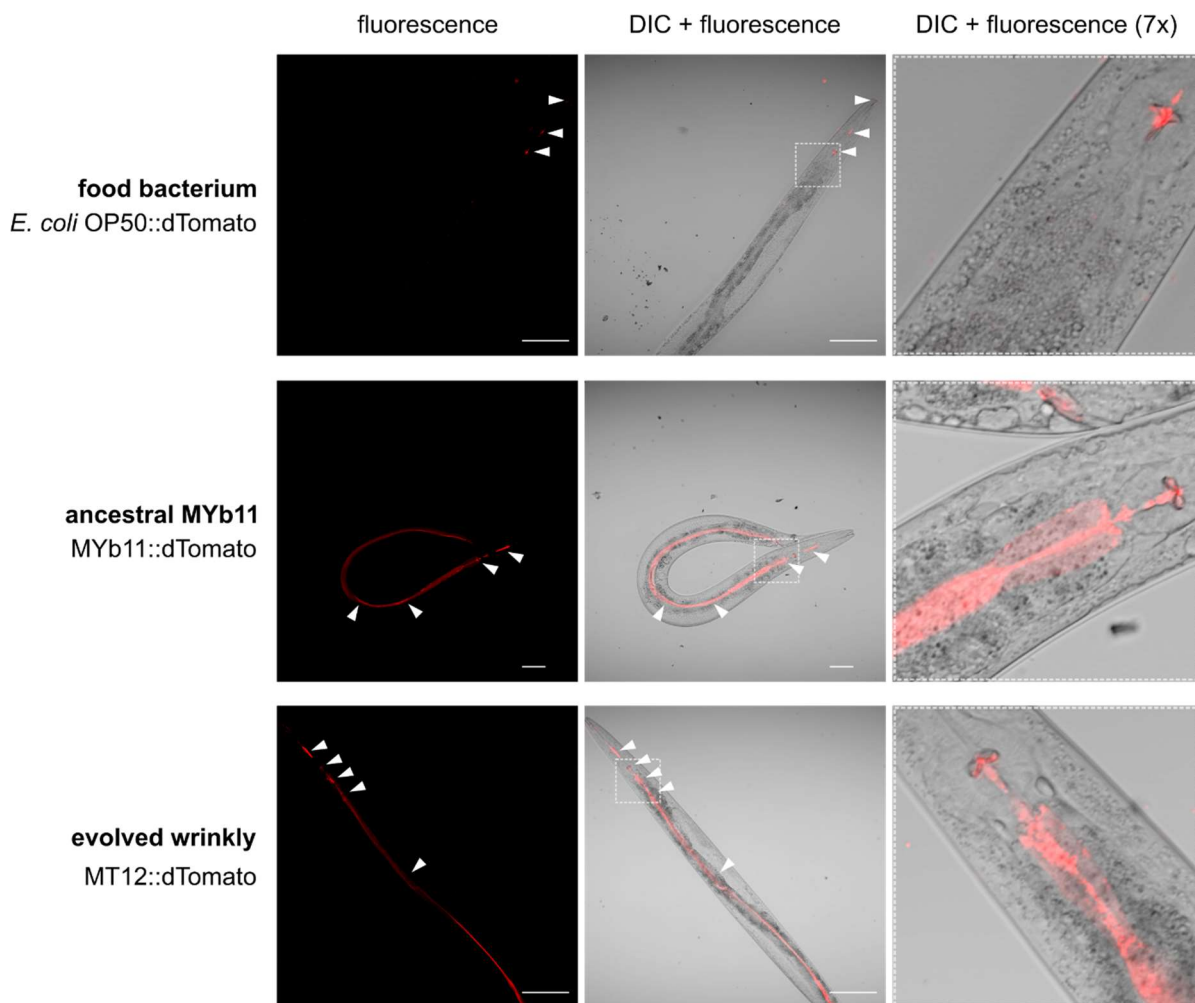 fluorescence
DIC + fluorescence
DIC + fluorescence (7x)
food bacterium
E. coli OP50::dTomato
ancestral MYb11
MYb11::dTomato
evolved wrinkly
MT12::dTomato